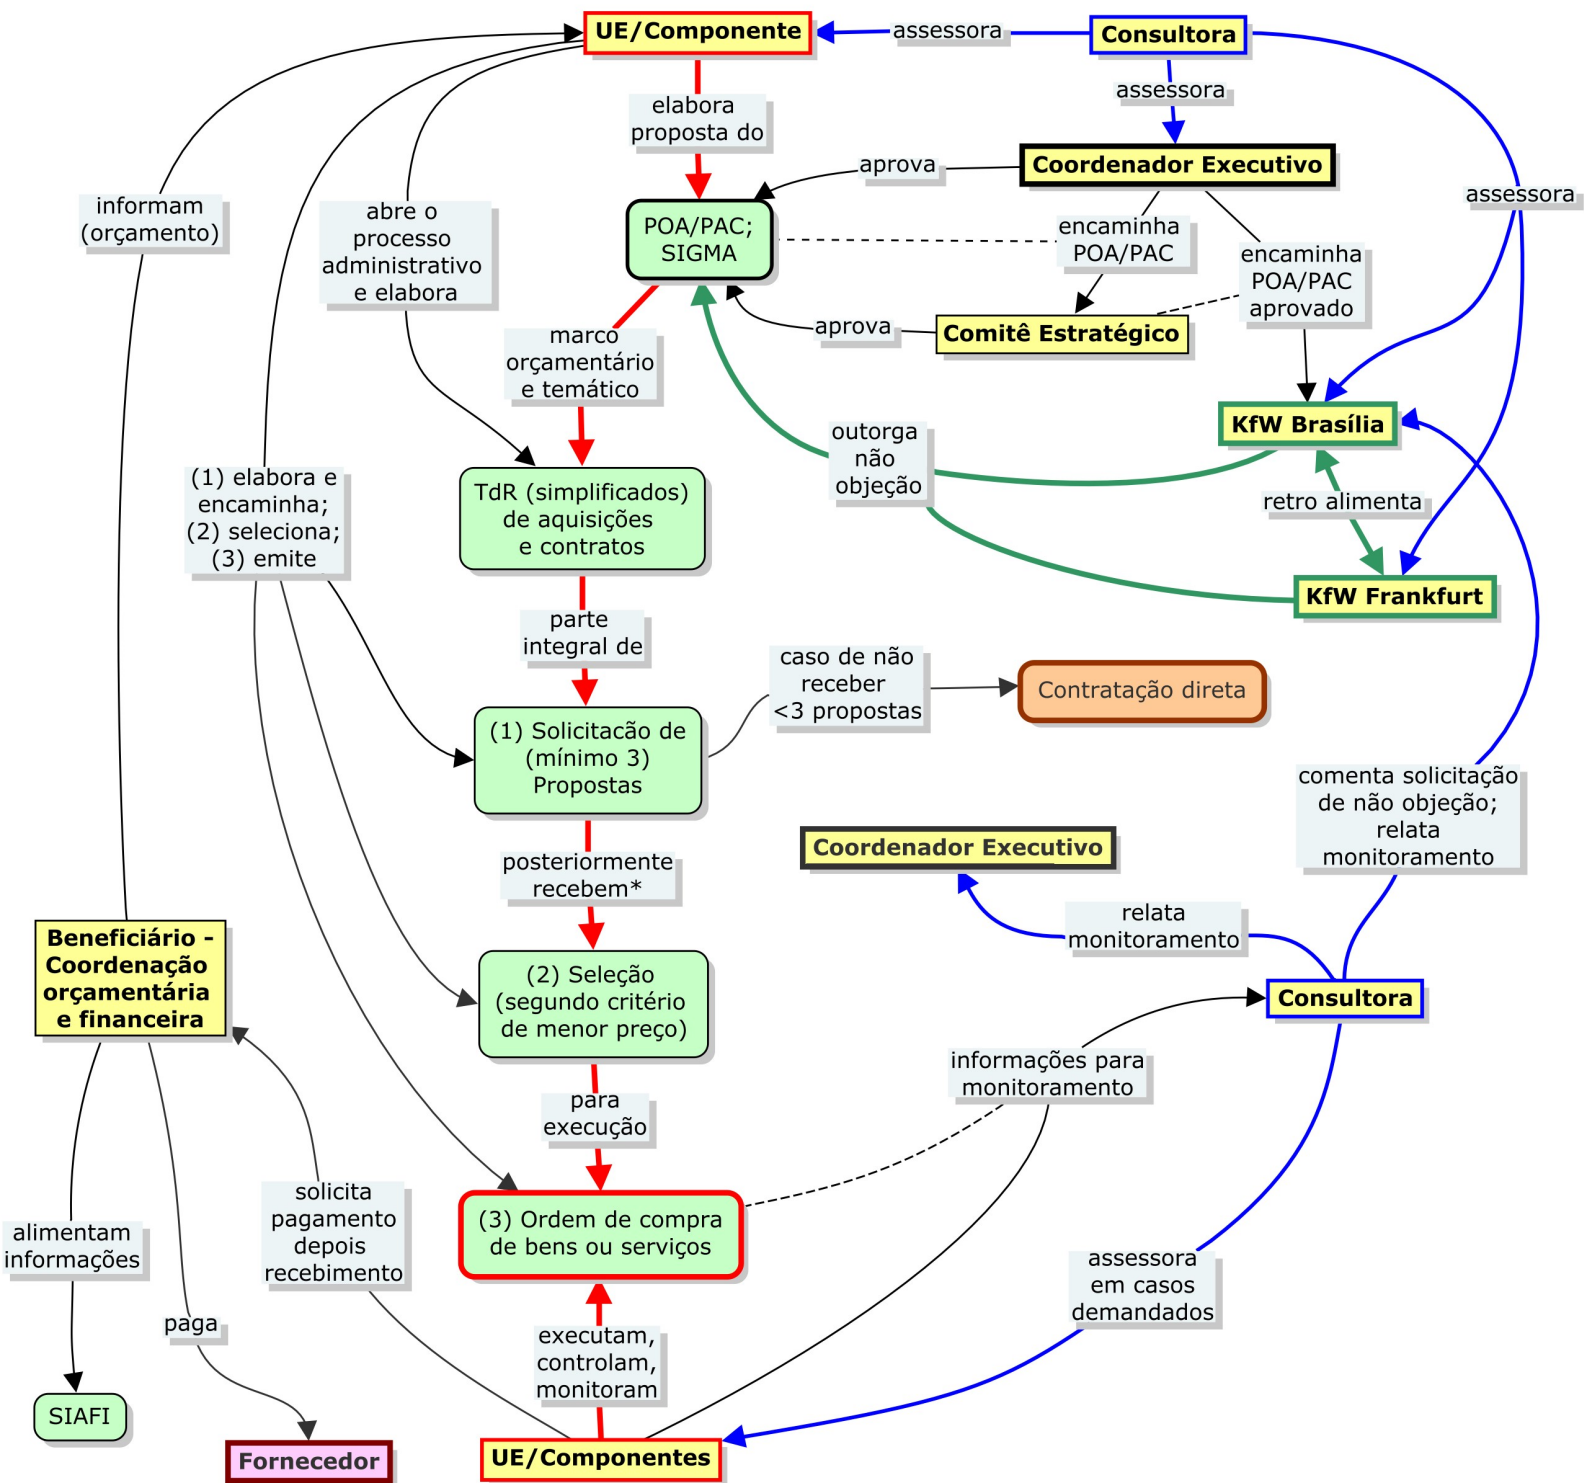 UE/Componente
assessora
Consultora
elabora
proposta do
assessora
Coordenador Executivo
aprova
assessora
informam
(orçamento)
abre o
processo
administrativo
e elabora
POA/PAC;
SIGMA
encaminha
POA/PAC
encaminha
POA/PAC
aprovado
aprova
Comitê Estratégico
marco
orçamentário
e temático
KfW Brasília
outorga
não
objeção
retro alimenta
(1) elabora e
encaminha;
(2) seleciona;
(3) emite
TdR (simplificados)
de aquisições
e contratos
KfW Frankfurt
parte
integral de
caso de não
receber
<3 propostas
Contratação direta
(1) Solicitacão de
(mínimo 3)
Propostas
comenta solicitação
de não objeção;
relata
monitoramento
Coordenador Executivo
posteriormente
recebem*
relata
monitoramento
Beneficiário -
Coordenação
orçamentária
e financeira
(2) Seleção
(segundo critério
de menor preço)
Consultora
informações para
monitoramento
para
execução
solicita
pagamento
depois
recebimento
(3) Ordem de compra
de bens ou serviços
alimentam
informações
assessora
em casos
demandados
paga
executam,
controlam,
monitoram
SIAFI
Fornecedor
UE/Componentes